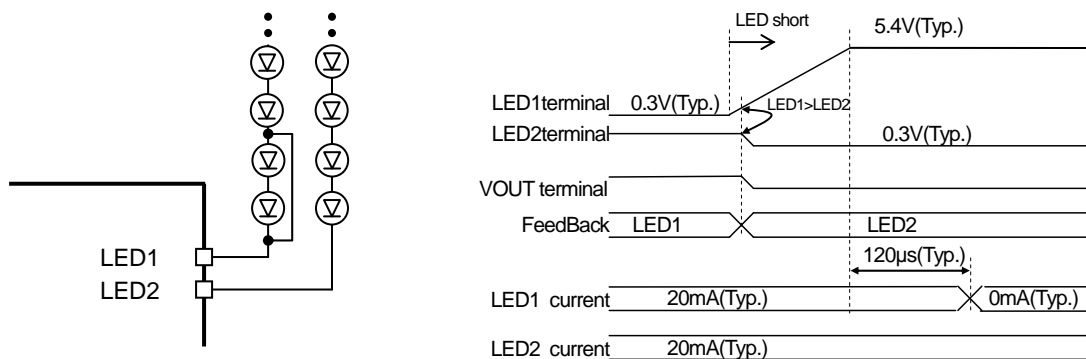 LED1
LED2
LED short
5.4V(Typ.)
LED1terminal 0.3V(Typ.) LED1>LED2
LED2terminal 0.3V(Typ.)
VOUT terminal
FeedBack LED1 LED2
120µs(Typ.)
LED1 current 20mA(Typ.) 0mA(Typ.)
LED2 current 20mA(Typ.)